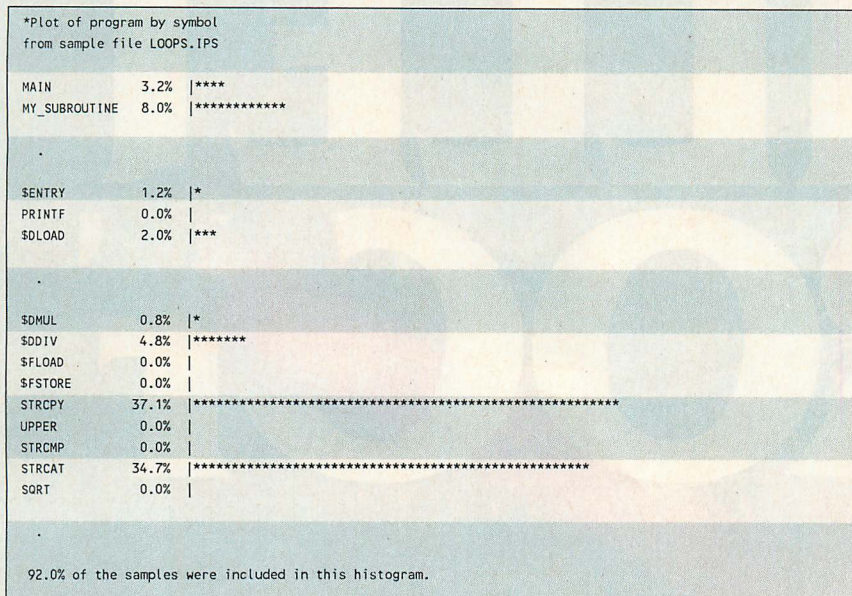 *Plot of program by symbol
from sample file LOOPS.IPS
MAIN 3.2% |****
MY_SUBROUTINE 8.0% |************
.
$ENTRY 1.2% |*
PRINTF 0.0% |
$DLOAD 2.0% |***
.
$DMUL 0.8% |*
$DDIV 4.8% |*******
$FLOAD 0.0% |
$FSTORE 0.0% |
STRCPY 37.1% |********************************************************
UPPER 0.0% |
STRCMP 0.0% |
STRCAT 34.7% |****************************************************
SQRT 0.0% |
.
92.0% of the samples were included in this histogram.